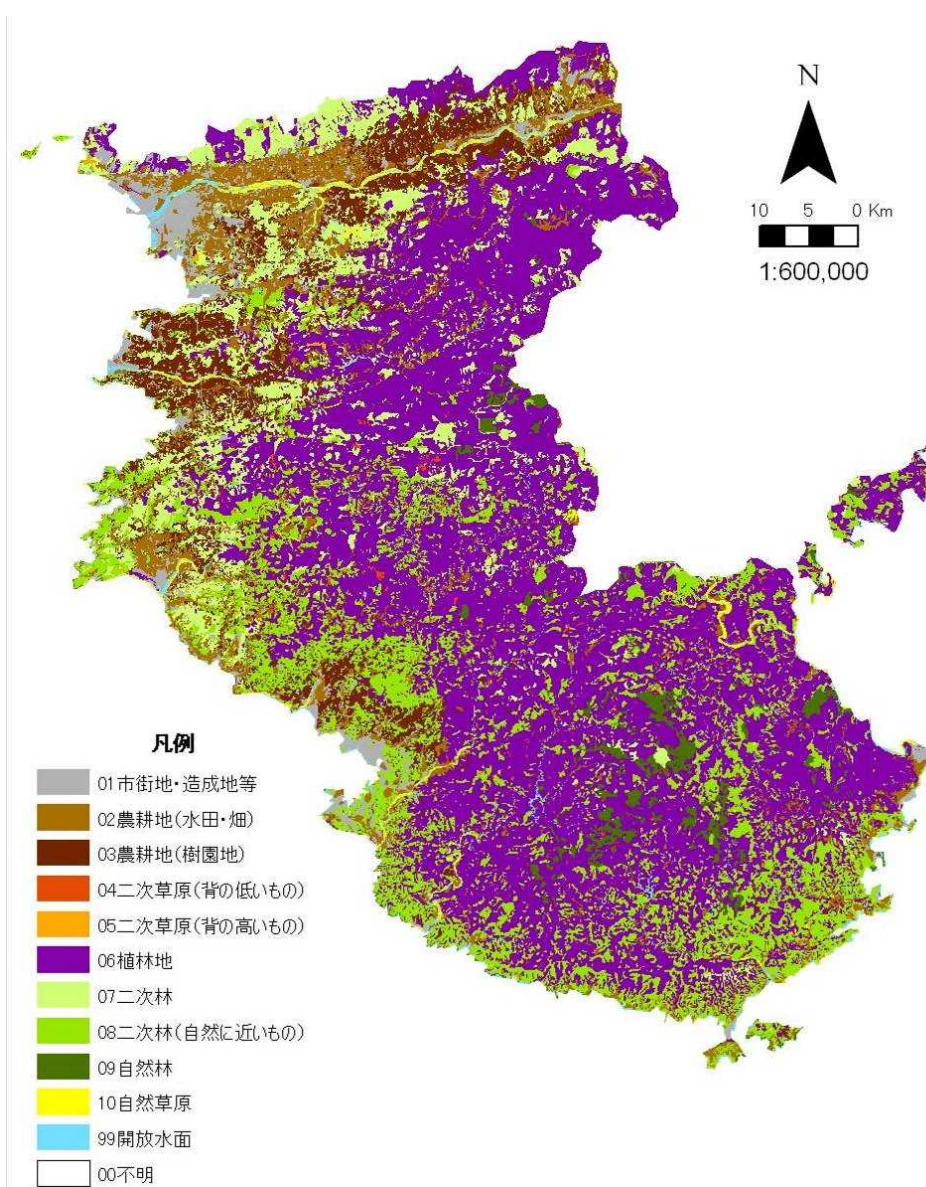 N
10 5 0 Km
1:600,000
凡例
01市街地・造成地等
02農耕地(水田・畑)
03農耕地(樹園地)
04二次草原(背の低いもの)
05二次草原(背の高いもの)
06植林地
07二次林
08二次林(自然に近いもの)
09自然林
10自然草原
99開放水面
00不明